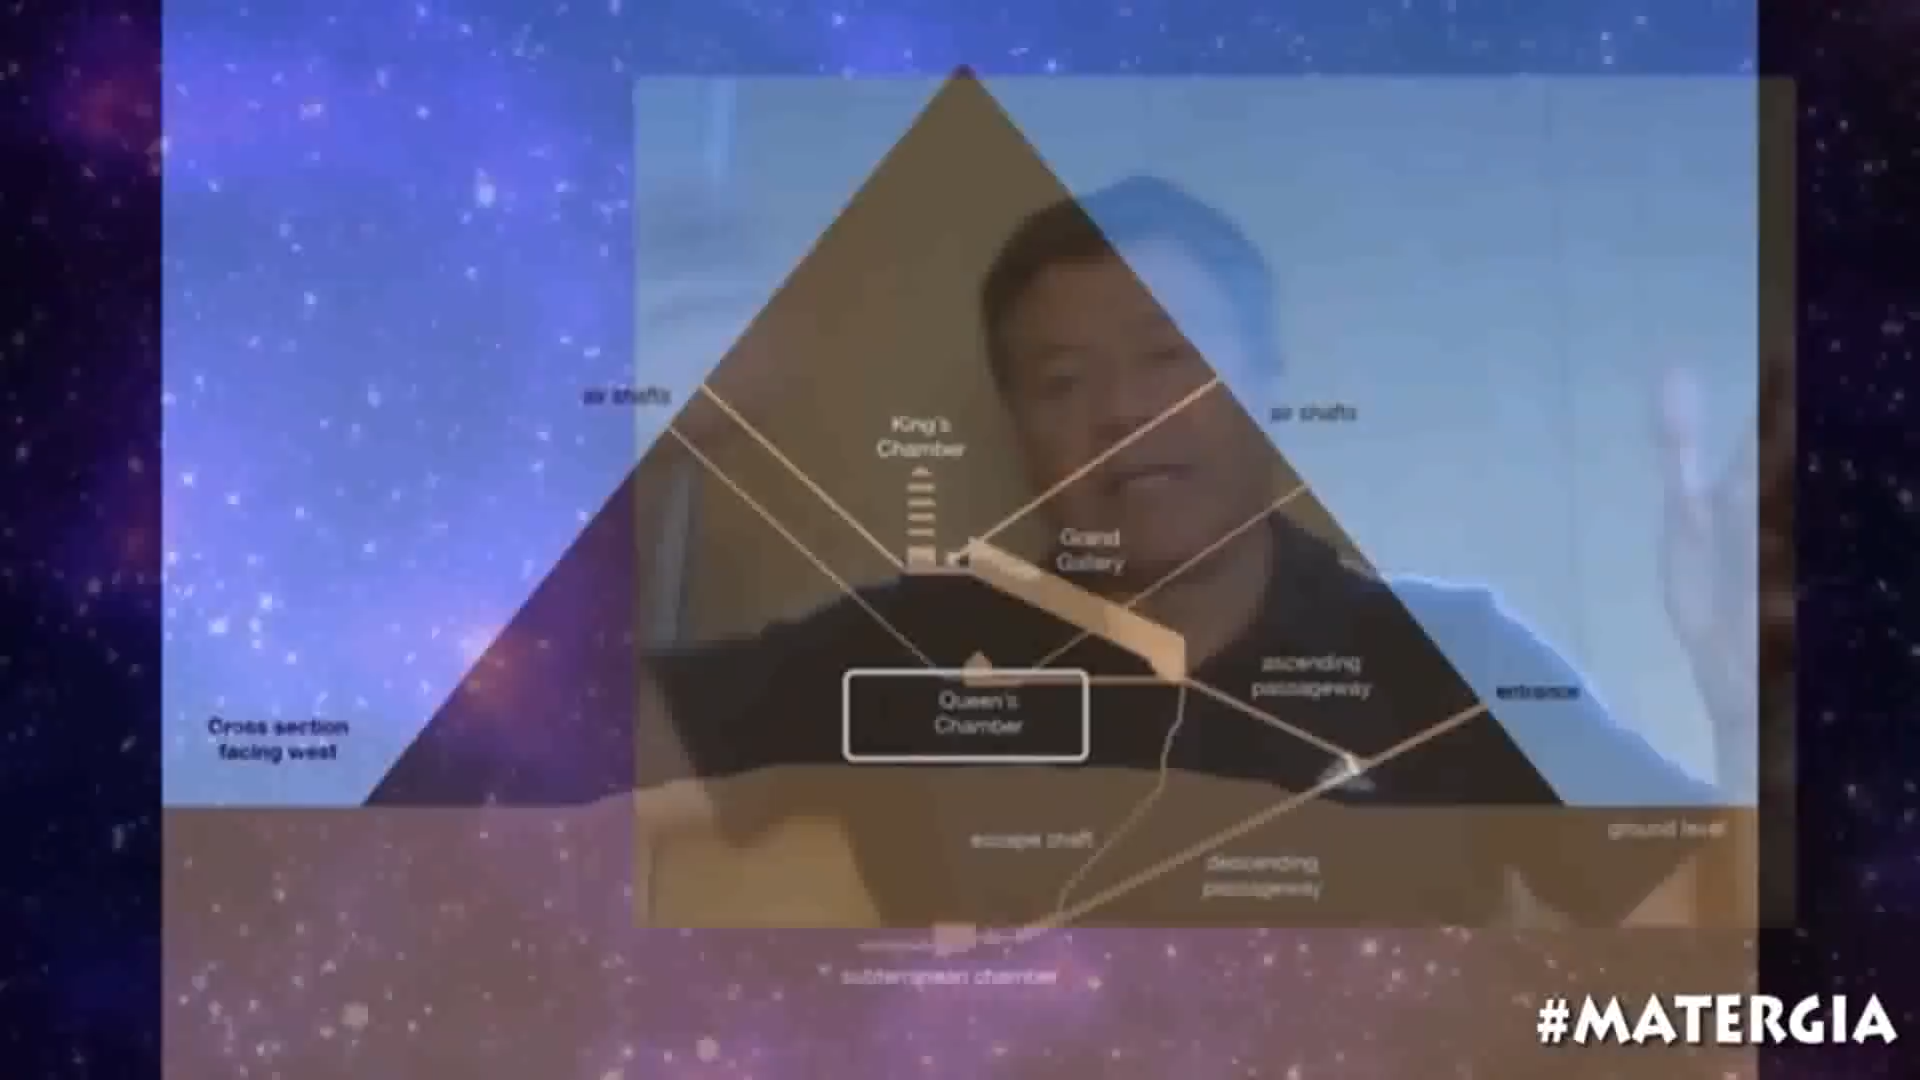 air shafts
King's
Chamber
air shafts
Grand
Gallery
ascending
passageway
entrance
Queen's
Chamber
Cross section
facing west
ground level
escape shaft
descending
passageway
subterranean chamber
#MATERGIA